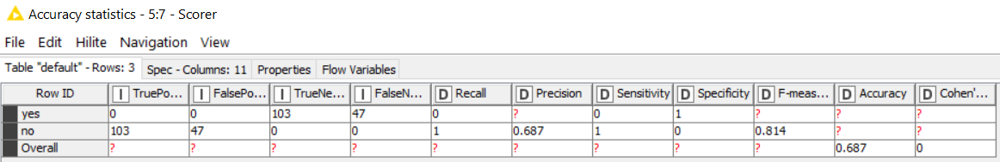 Accuracy statistics - 5:7 - Scorer
File Edit Hilite Navigation View
Table "default" - Rows: 3 Spec - Columns: 11 Properties Flow Variables
Row ID I TruePo... I FalsePo... I TrueNe... I FalseN... D Recall D Precision D Sensitivity D Specificity D F-meas... D Accuracy D Cohen'...
yes 0 0 103 47 0 ? 0 1 ? ? ?
no 103 47 0 0 1 0.687 1 0 0.814 ? ?
Overall ? ? ? ? ? ? ? ? ? 0.687 0